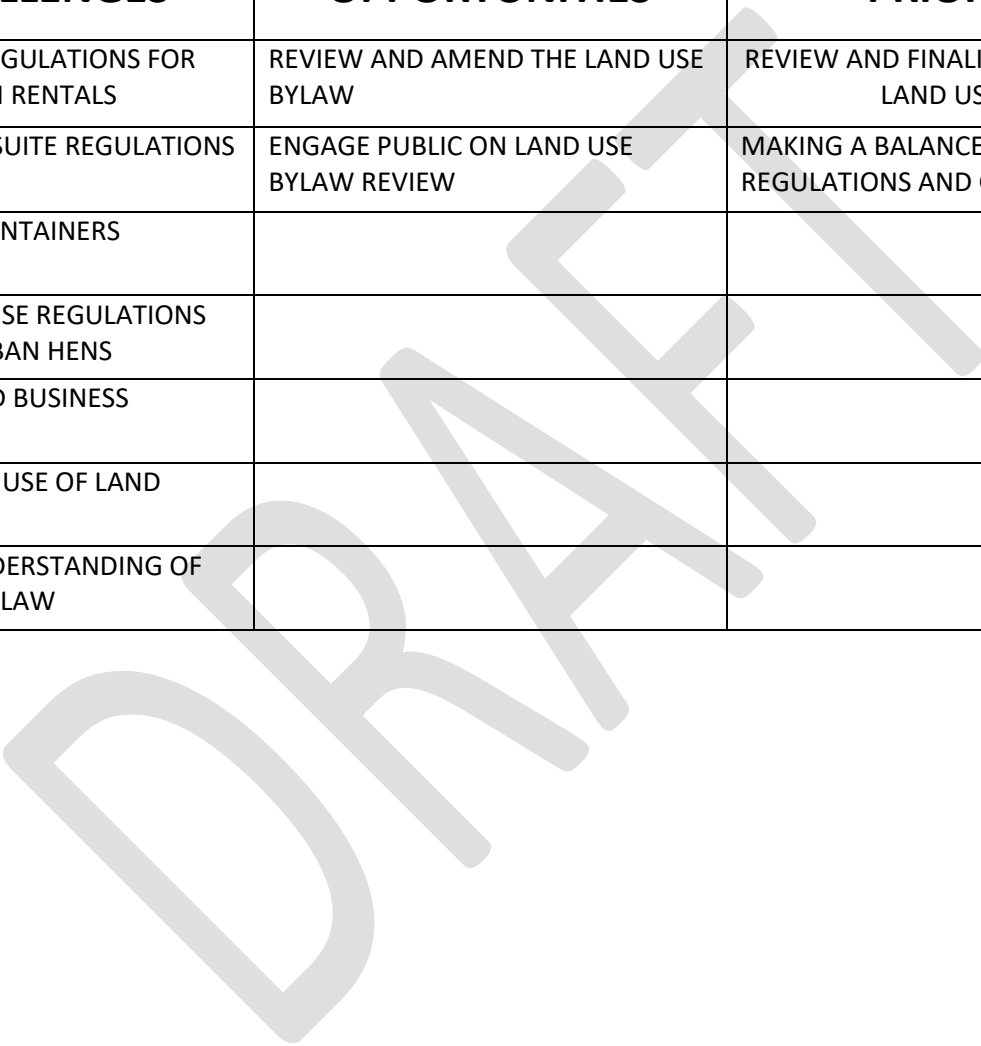 OPPORTUNITIES
GULATIONS FOR
RENTALS
REVIEW AND AMEND THE LAND USE
BYLAW
REVIEW AND FINALI
LAND US
SUITE REGULATIONS
ENGAGE PUBLIC ON LAND USE
BYLAW REVIEW
MAKING A BALANCE
REGULATIONS AND
NTAINERS
SE REGULATIONS
BAN HENS
BUSINESS
USE OF LAND
DERSTANDING OF
LAW
DRAFT